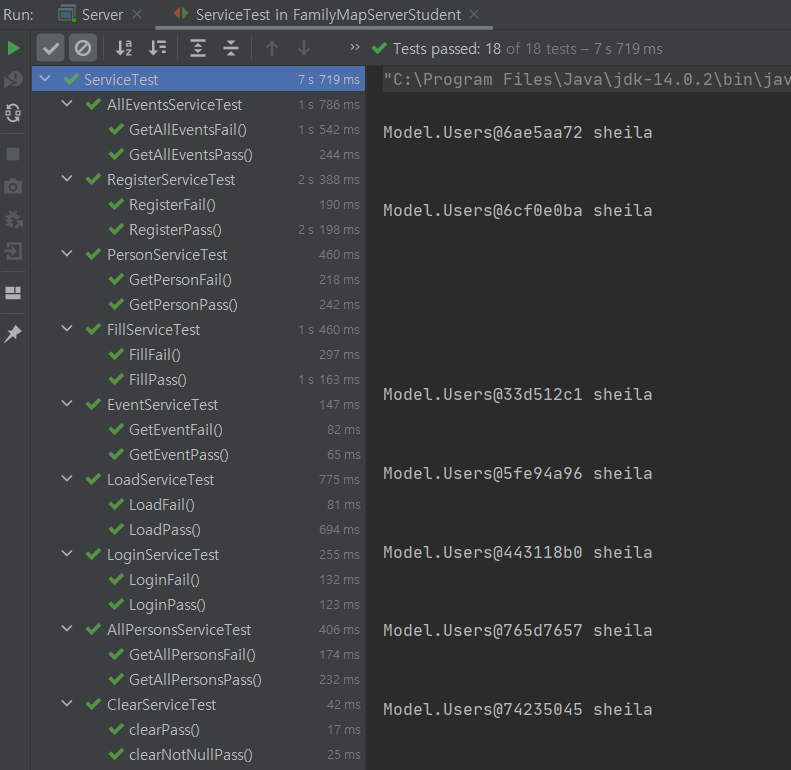 Run: Server ServiceTest in FamilyMapServerStudent
Tests passed: 18 of 18 tests – 7 s 719 ms
ServiceTest 7 s 719 ms
AllEventsServiceTest 1 s 786 ms
GetAllEventsFail() 1 s 542 ms
GetAllEventsPass() 244 ms
RegisterServiceTest 2 s 388 ms
RegisterFail() 190 ms
RegisterPass() 2 s 198 ms
PersonServiceTest 460 ms
GetPersonFail() 218 ms
GetPersonPass() 242 ms
FillServiceTest 1 s 460 ms
FillFail() 297 ms
FillPass() 1 s 163 ms
EventServiceTest 147 ms
GetEventFail() 82 ms
GetEventPass() 65 ms
LoadServiceTest 775 ms
LoadFail() 81 ms
LoadPass() 694 ms
LoginServiceTest 255 ms
LoginFail() 132 ms
LoginPass() 123 ms
AllPersonsServiceTest 406 ms
GetAllPersonsFail() 174 ms
GetAllPersonsPass() 232 ms
ClearServiceTest 42 ms
clearPass() 17 ms
clearNotNullPass() 25 ms
"C:\Program Files\Java\jdk-14.0.2\bin\jav
Model.Users@6ae5aa72 sheila
Model.Users@6cf0e0ba sheila
Model.Users@33d512c1 sheila
Model.Users@5fe94a96 sheila
Model.Users@443118b0 sheila
Model.Users@765d7657 sheila
Model.Users@74235045 sheila